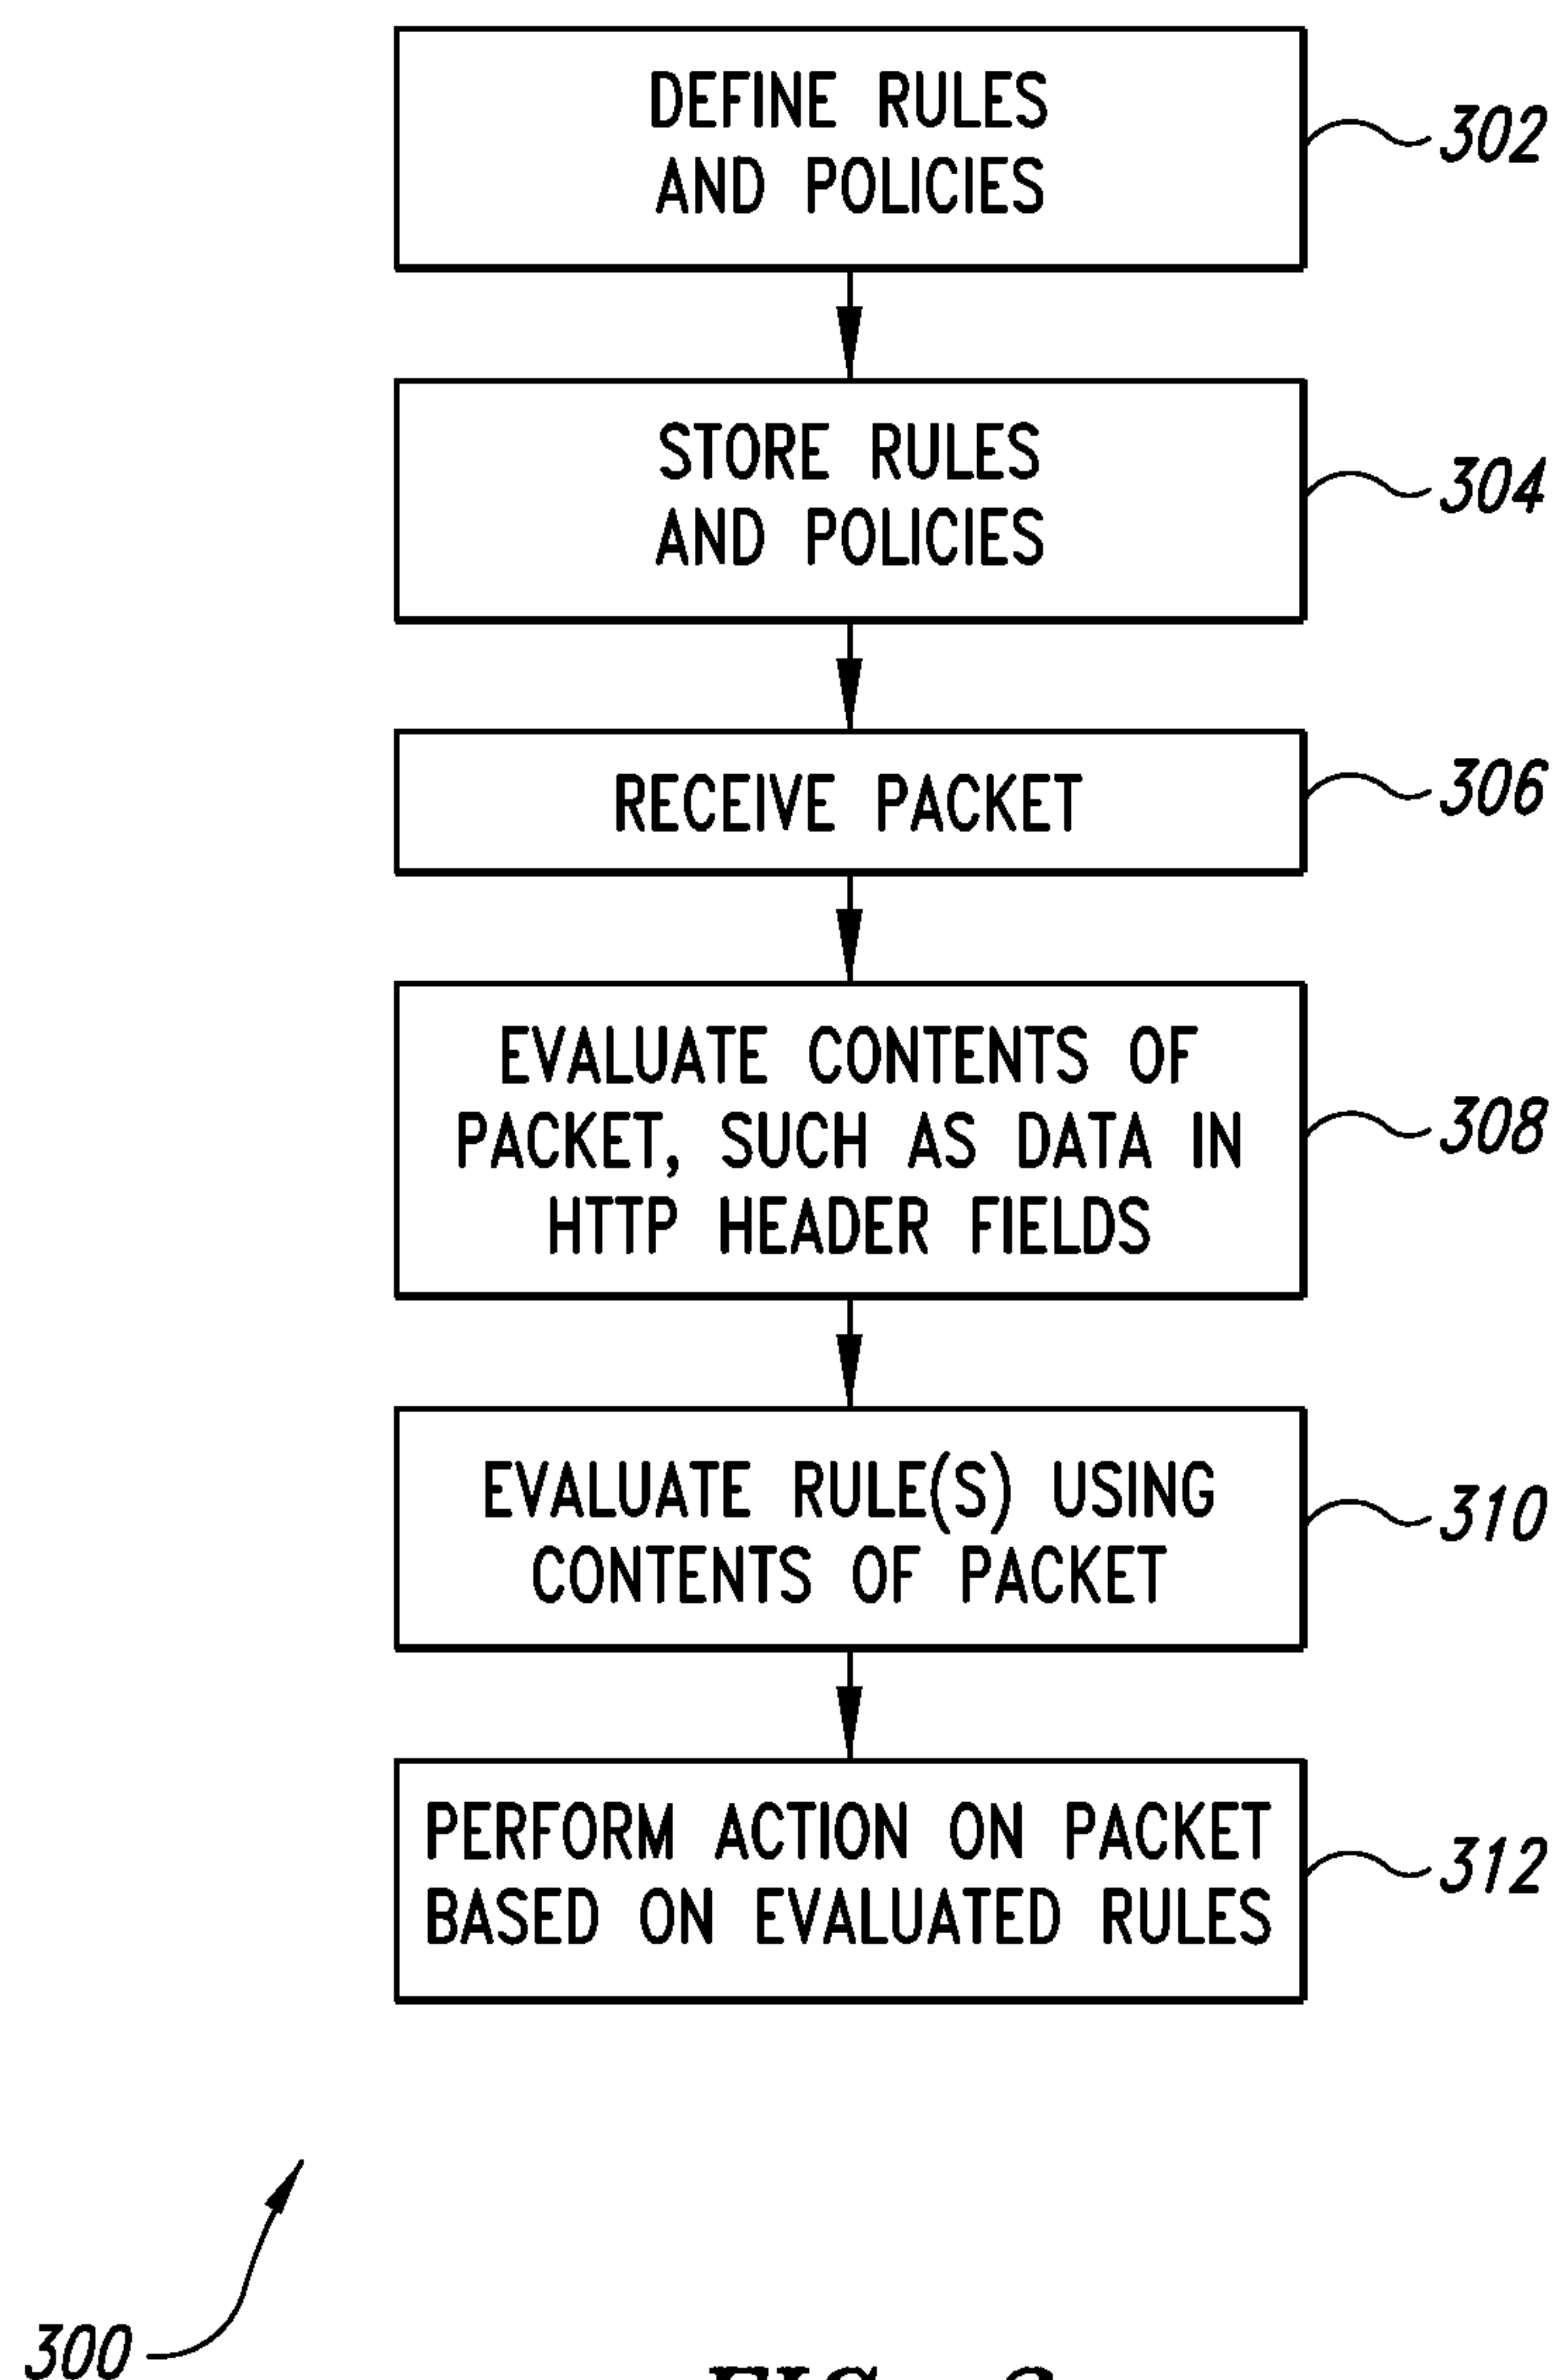 DEFINE RULES
AND POLICIES
302
STORE RULES
AND POLICIES
304
RECEIVE PACKET
306
EVALUATE CONTENTS OF
PACKET, SUCH AS DATA IN
HTTP HEADER FIELDS
308
EVALUATE RULE(S) USING
CONTENTS OF PACKET
310
PERFORM ACTION ON PACKET
BASED ON EVALUATED RULES
312
300